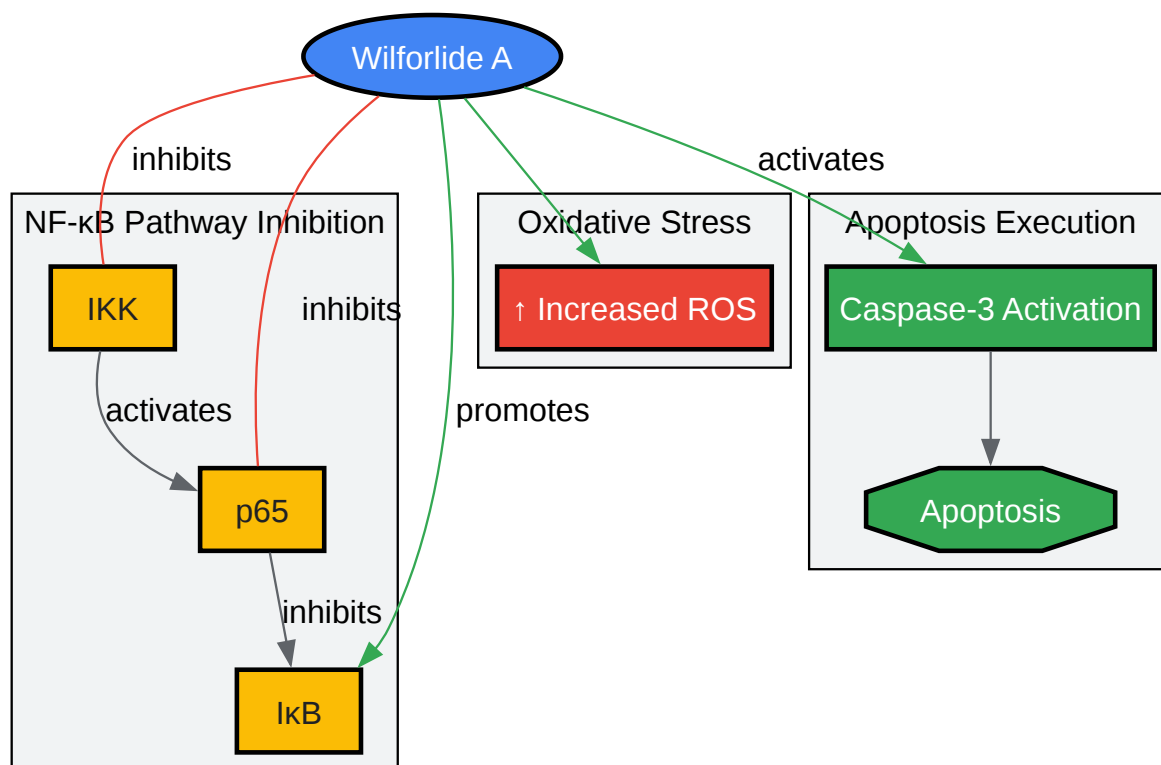 Wilforlide A
inhibits
activates
NF-κB Pathway Inhibition
Oxidative Stress
Apoptosis Execution
IKK
inhibits
↑ Increased ROS
Caspase-3 Activation
activates
promotes
p65
Apoptosis
inhibits
IκB